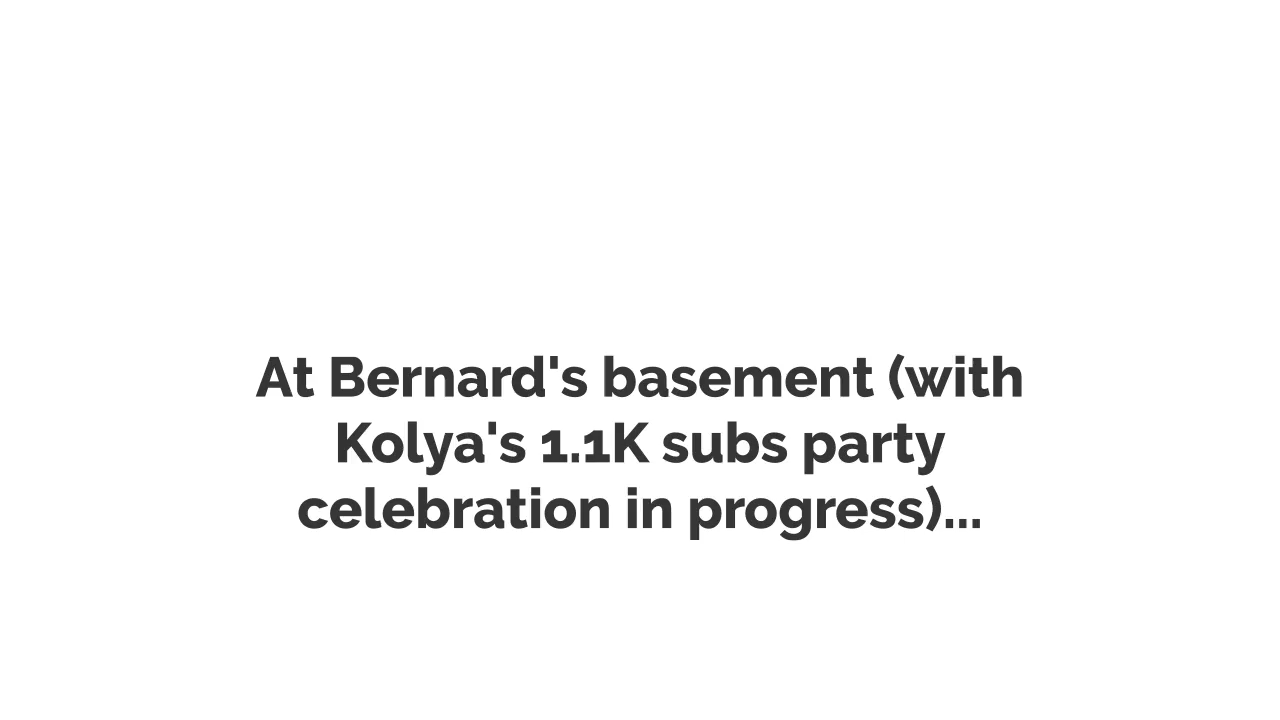 At Bernard's basement (with
Kolya's 1.1K subs party
celebration in progress)...